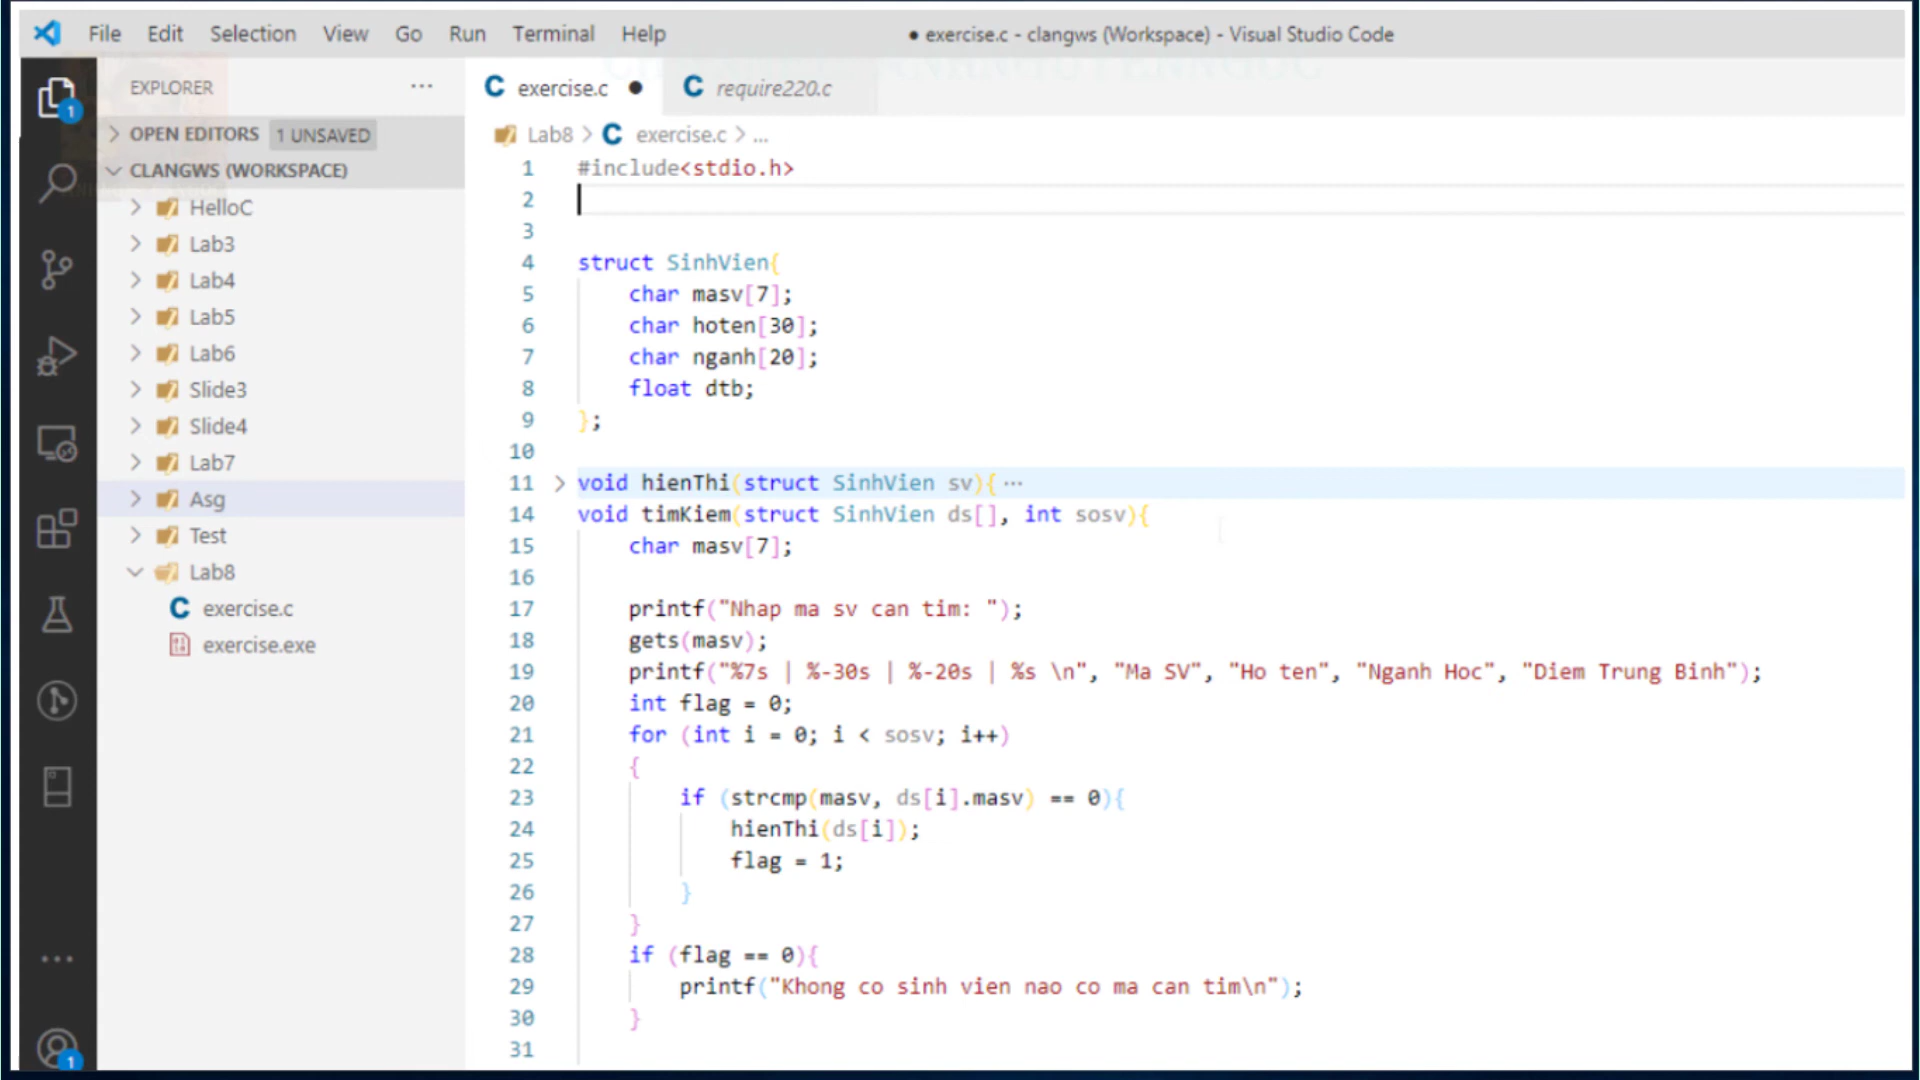 File Edit Selection View Go Run Terminal Help
● exercise.c - clangws (Workspace) - Visual Studio Code
EXPLORER ...
OPEN EDITORS 1 UNSAVED
CLANGWS (WORKSPACE)
HelloC
Lab3
Lab4
Lab5
Lab6
Slide3
Slide4
Lab7
Asg
Test
Lab8
C exercise.c
exercise.exe
1
1
C exercise.c ●
C require220.c
Lab8 > C exercise.c > ...
1 #include<stdio.h>
2
3
4 struct SinhVien{
5 char masv[7];
6 char hoten[30];
7 char nganh[20];
8 float dtb;
9 };
10
11 void hienThi(struct SinhVien sv){ ...
14 void timKiem(struct SinhVien ds[], int sosv){
15 char masv[7];
16
17 printf("Nhap ma sv can tim: ");
18 gets(masv);
19 printf("%7s | %-30s | %-20s | %s \n", "Ma SV", "Ho ten", "Nganh Hoc", "Diem Trung Binh");
20 int flag = 0;
21 for (int i = 0; i < sosv; i++)
22 {
23 if (strcmp(masv, ds[i].masv) == 0){
24 hienThi(ds[i]);
25 flag = 1;
26 }
27 }
28 if (flag == 0){
29 printf("Khong co sinh vien nao co ma can tim\n");
30 }
31